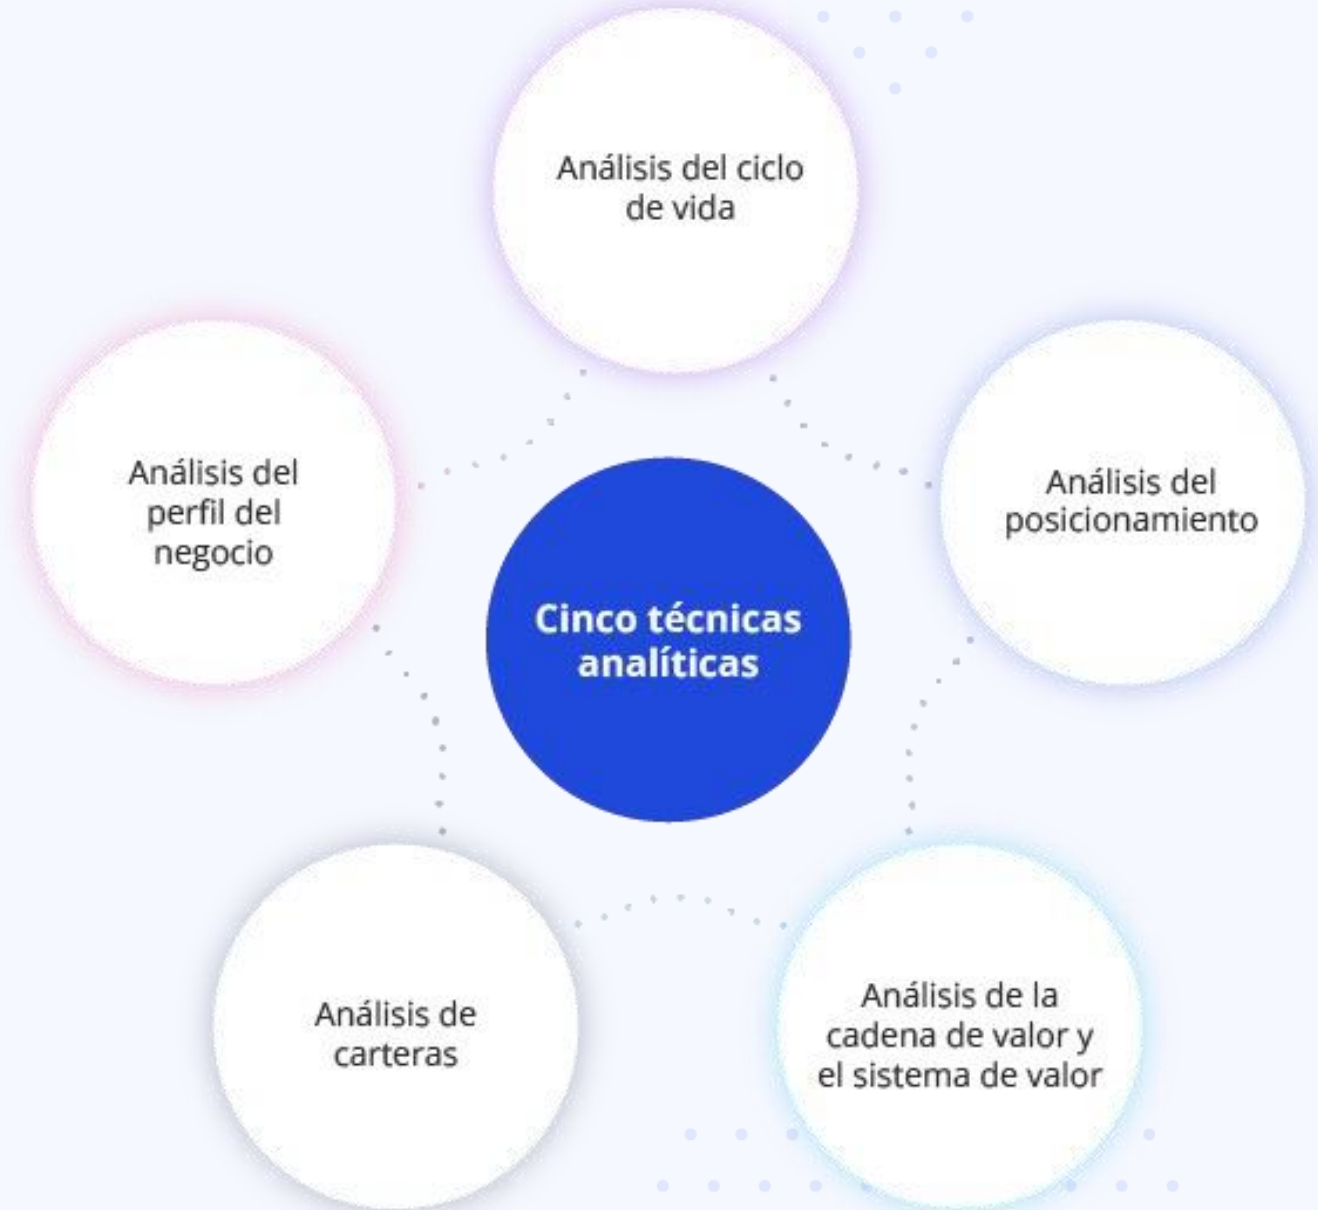 Análisis del ciclo
de vida
Análisis del
perfil del
negocio
Análisis del
posicionamiento
Cinco técnicas
analíticas
Análisis de
carteras
Análisis de la
cadena de valor y
el sistema de valor